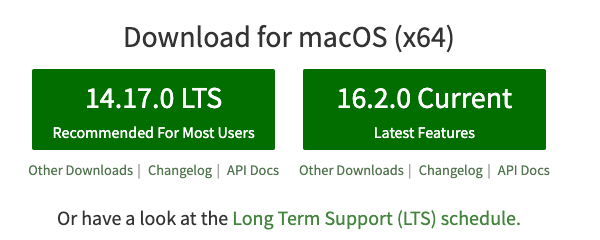 Download for macOS (x64)
14.17.0 LTS
Recommended For Most Users
16.2.0 Current
Latest Features
Other Downloads | Changelog | API Docs
Other Downloads | Changelog | API Docs
Or have a look at the Long Term Support (LTS) schedule.